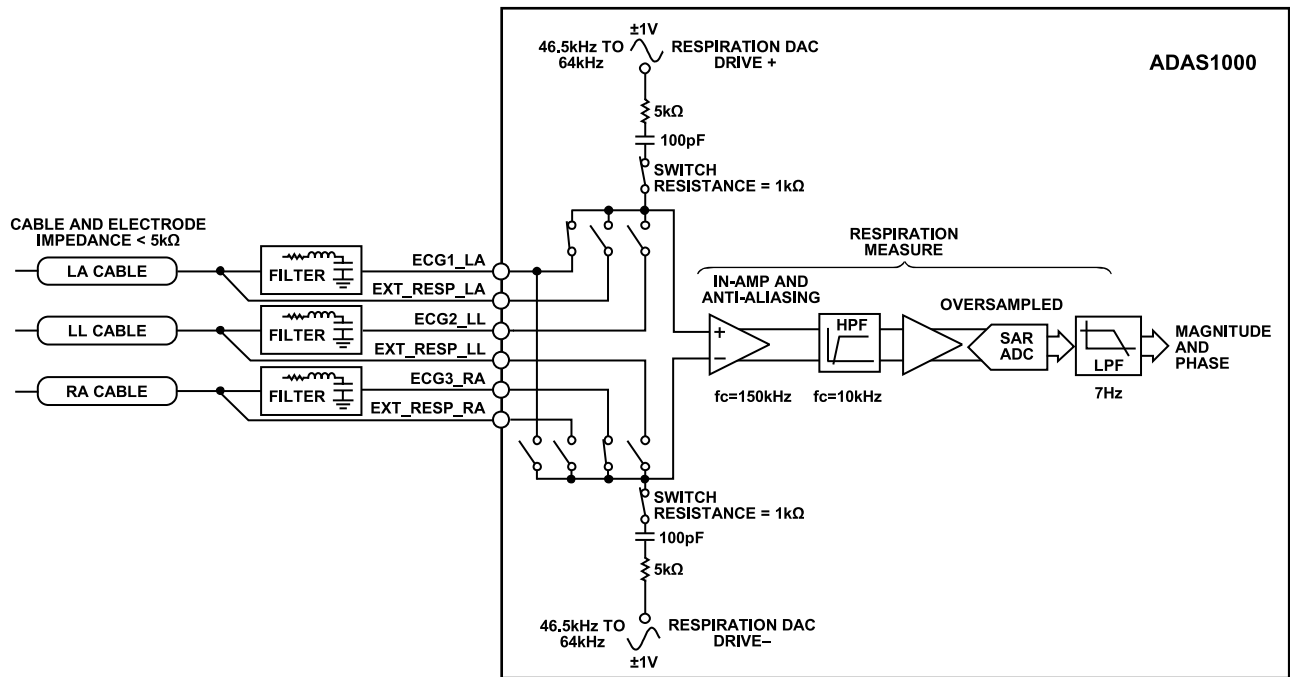 ADAS1000
±1V
46.5kHz TO
64kHz
RESPIRATION DAC
DRIVE +
5kΩ
100pF
SWITCH
RESISTANCE = 1kΩ
CABLE AND ELECTRODE
IMPEDANCE < 5kΩ
LA CABLE
FILTER
ECG1_LA
EXT_RESP_LA
LL CABLE
FILTER
ECG2_LL
EXT_RESP_LL
RA CABLE
FILTER
ECG3_RA
EXT_RESP_RA
RESPIRATION
MEASURE
IN-AMP AND
ANTI-ALIASING
+
–
fc=150kHz
HPF
fc=10kHz
OVERSAMPLED
SAR
ADC
LPF
7Hz
MAGNITUDE
AND
PHASE
SWITCH
RESISTANCE = 1kΩ
100pF
5kΩ
46.5kHz TO
64kHz
RESPIRATION DAC
DRIVE–
±1V